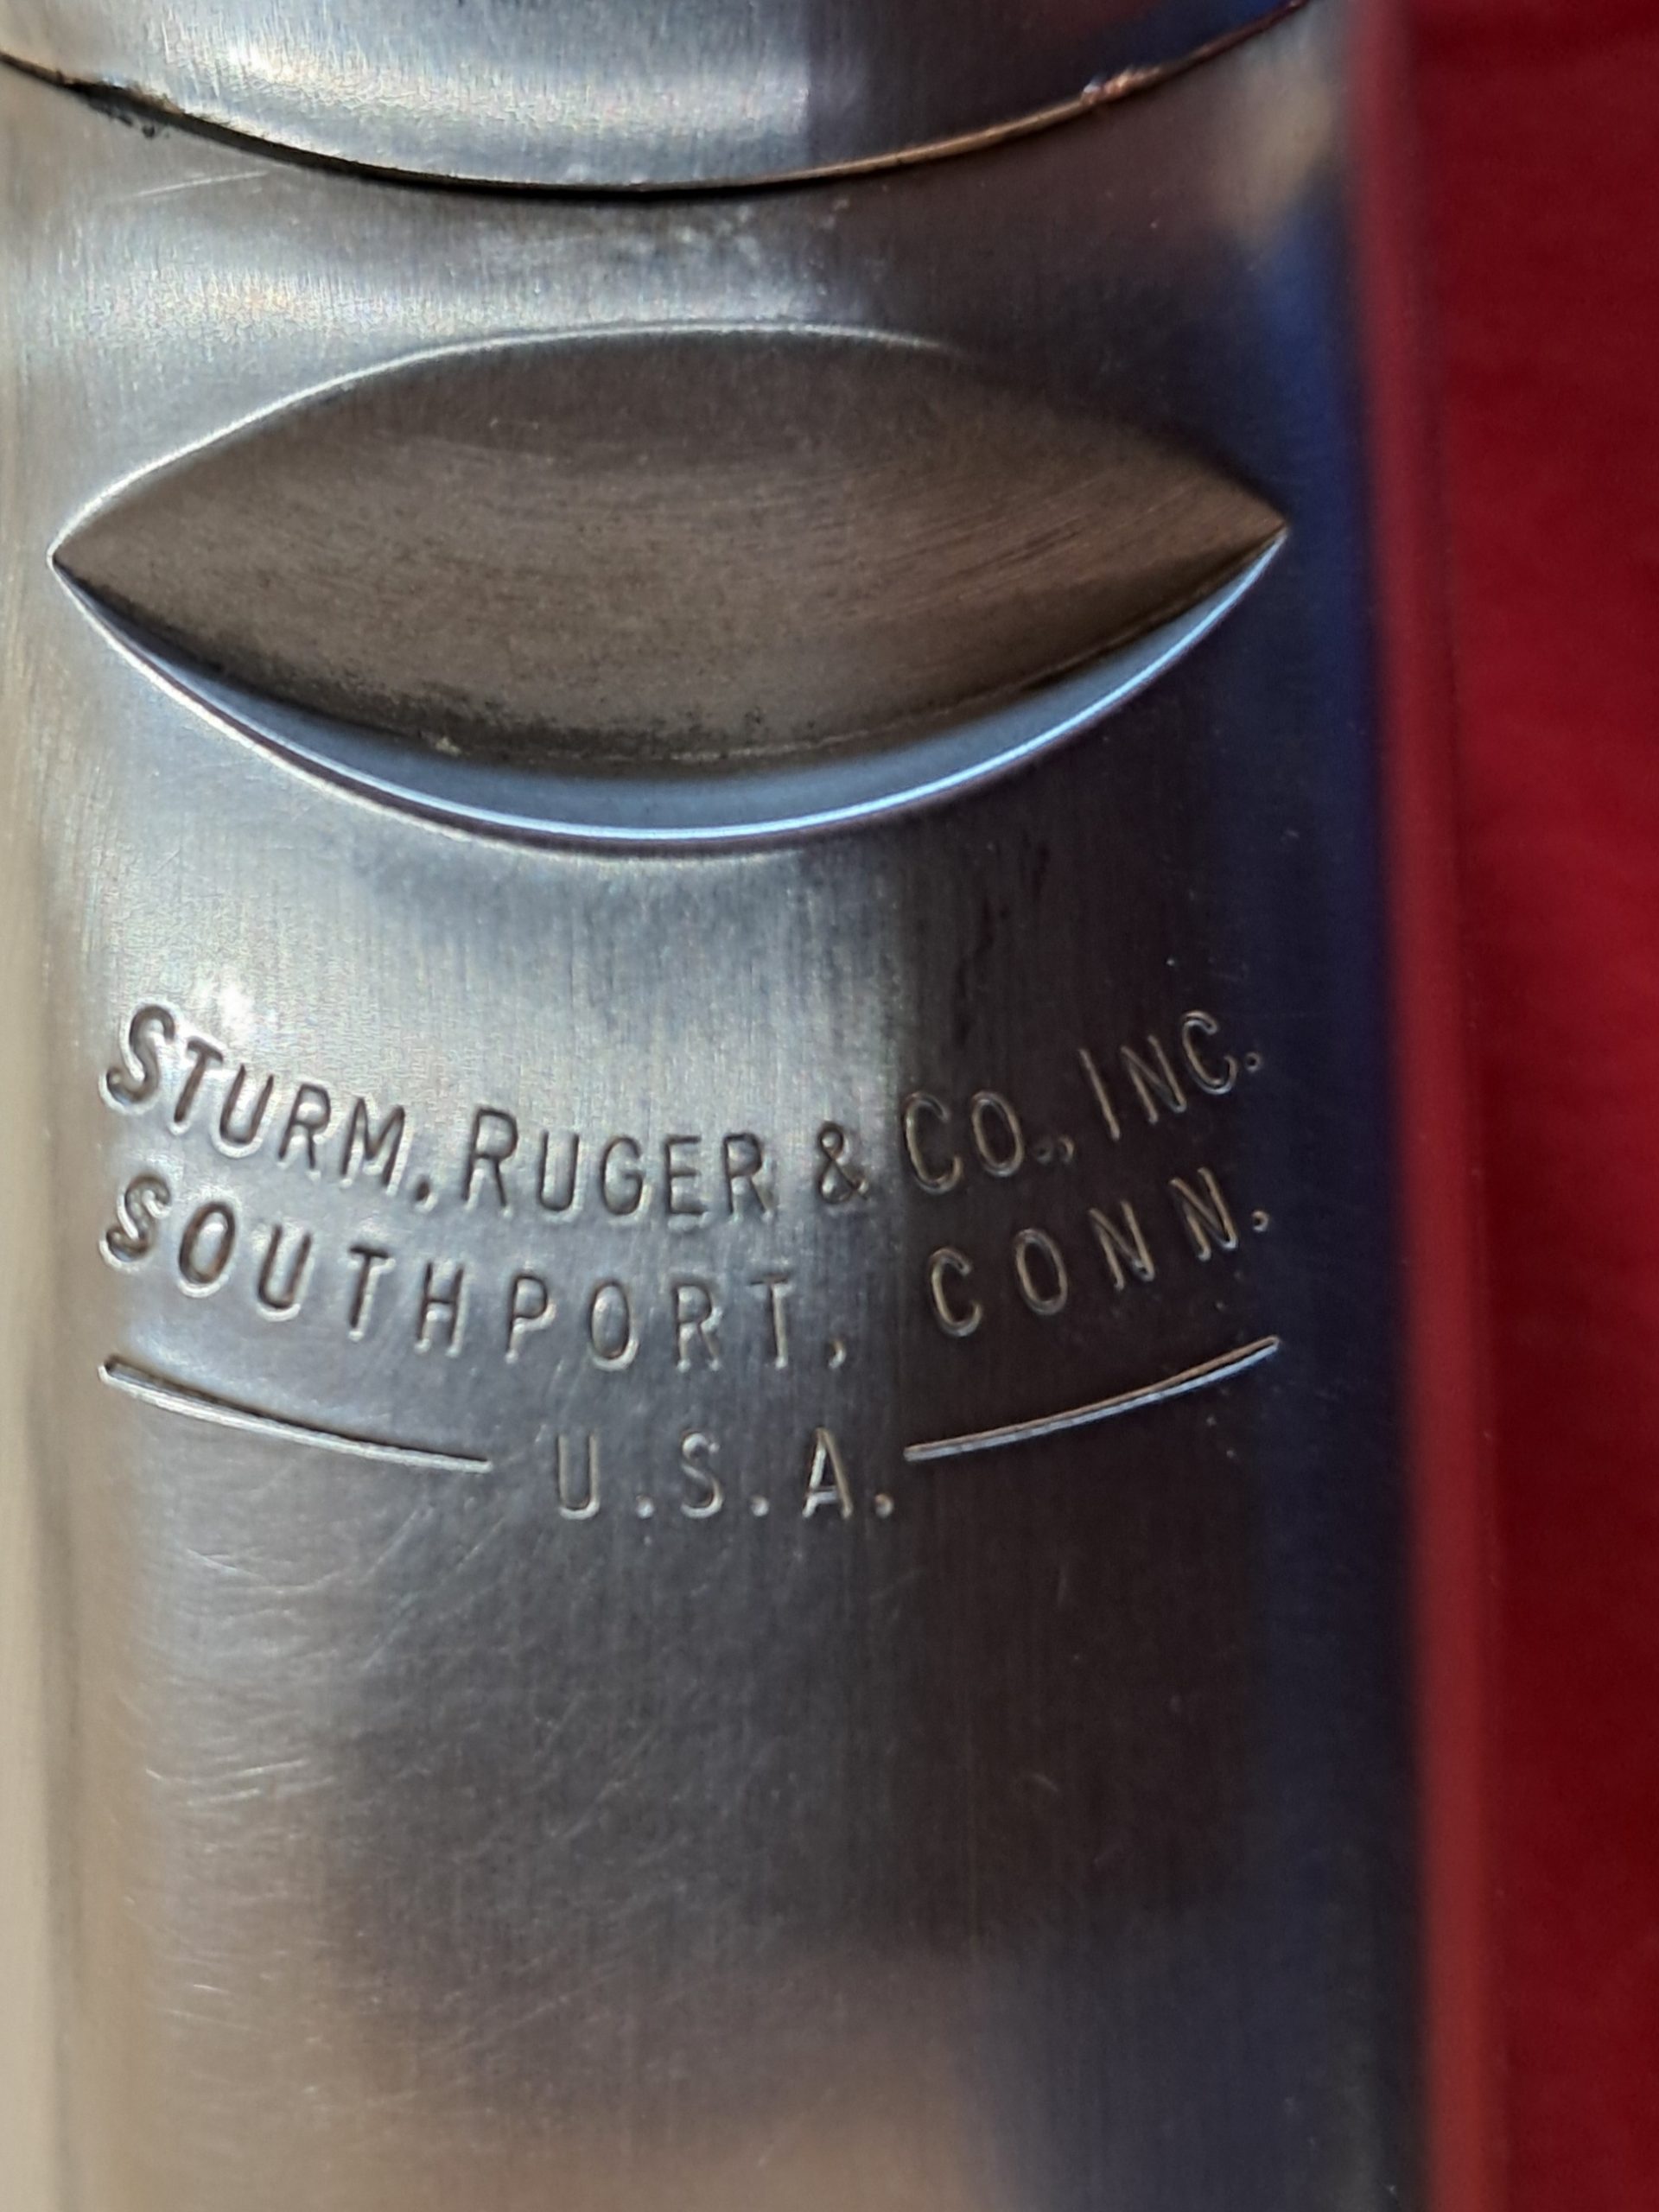 STURM, RUGER & CO., INC.
SOUTHPORT, CONN.
U.S.A.